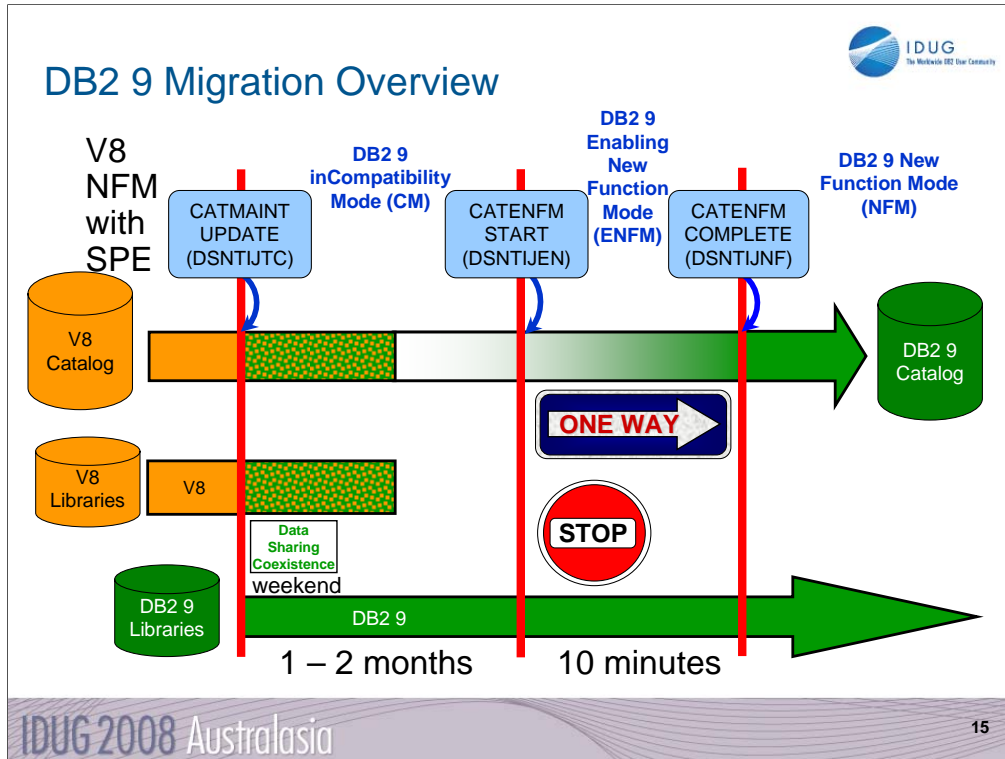 IDUG
The Worldwide DB2 User Community
DB2 9 Migration Overview
V8
NFM
with
SPE
CATMAINT
UPDATE
(DSNTIJTC)
DB2 9
inCompatibility
Mode (CM)
CATENFM
START
(DSNTIJEN)
DB2 9
Enabling
New
Function
Mode
(ENFM)
CATENFM
COMPLETE
(DSNTIJNF)
DB2 9 New
Function Mode
(NFM)
V8
Catalog
DB2 9
Catalog
ONE WAY
V8
Libraries
V8
STOP
Data
Sharing
Coexistence
weekend
DB2 9
Libraries
DB2 9
1 – 2 months
10 minutes
IDUG 2008 Australasia
15